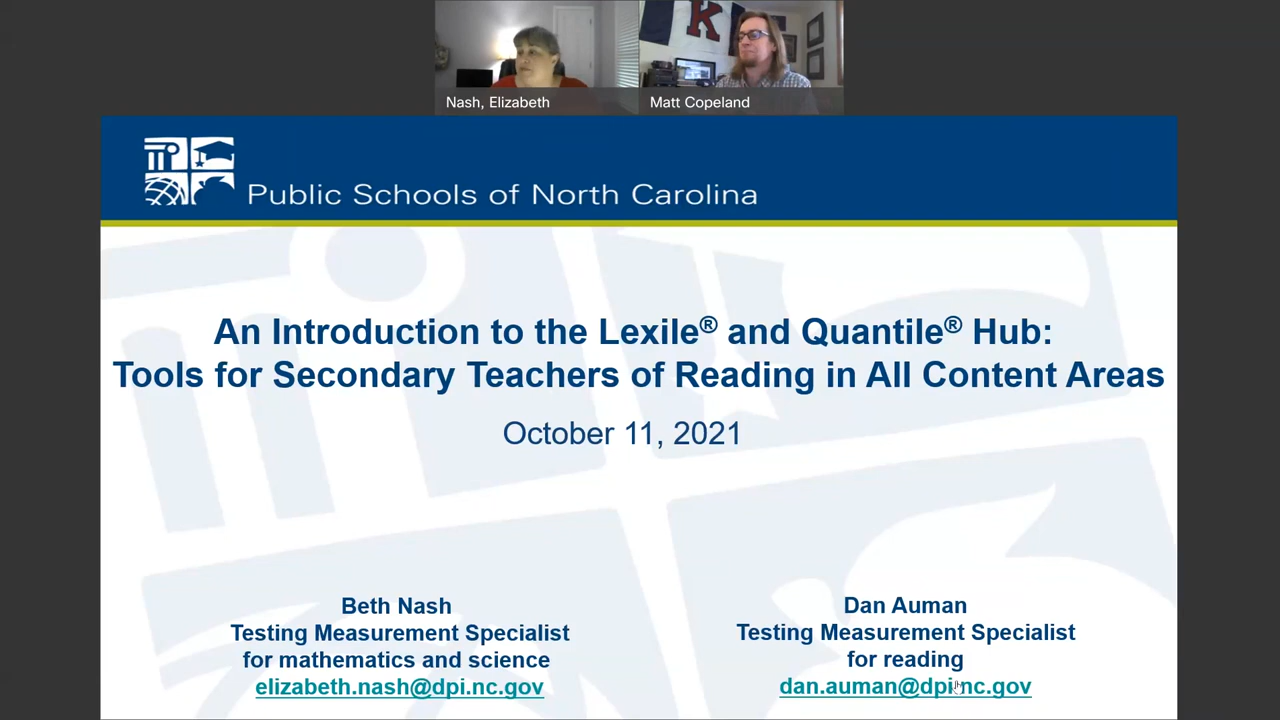 Nash, Elizabeth
Matt Copeland
K
Public Schools of North Carolina
An Introduction to the Lexile® and Quantile® Hub:
Tools for Secondary Teachers of Reading in All Content Areas
October 11, 2021
Beth Nash
Testing Measurement Specialist
for mathematics and science
elizabeth.nash@dpi.nc.gov
Dan Auman
Testing Measurement Specialist
for reading
dan.auman@dpi.nc.gov